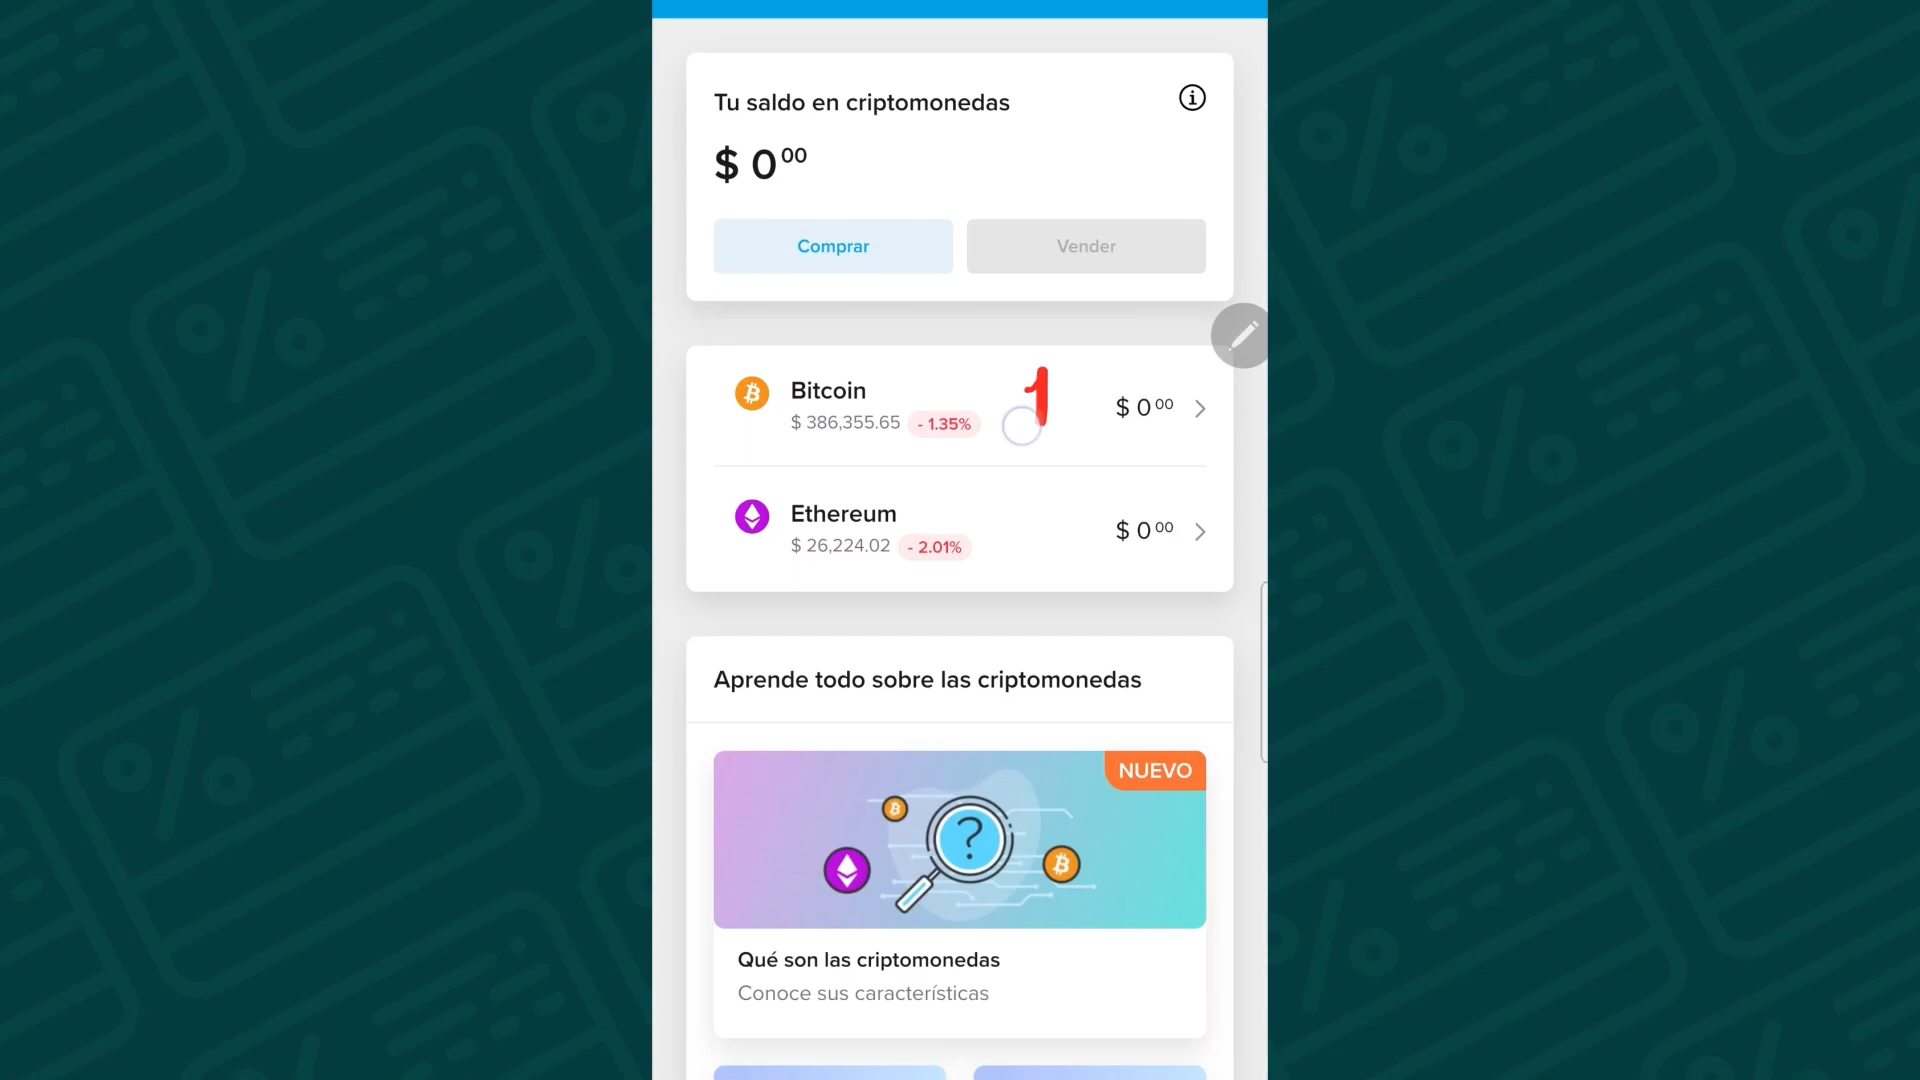 Tu saldo en criptomonedas
$ 0 00
Comprar
Vender
Bitcoin
$ 386,355.65 - 1.35%
1
$ 0 00
Ethereum
$ 26,224.02 - 2.01%
$ 0 00
Aprende todo sobre las criptomonedas
NUEVO
?
Qué son las criptomonedas
Conoce sus características